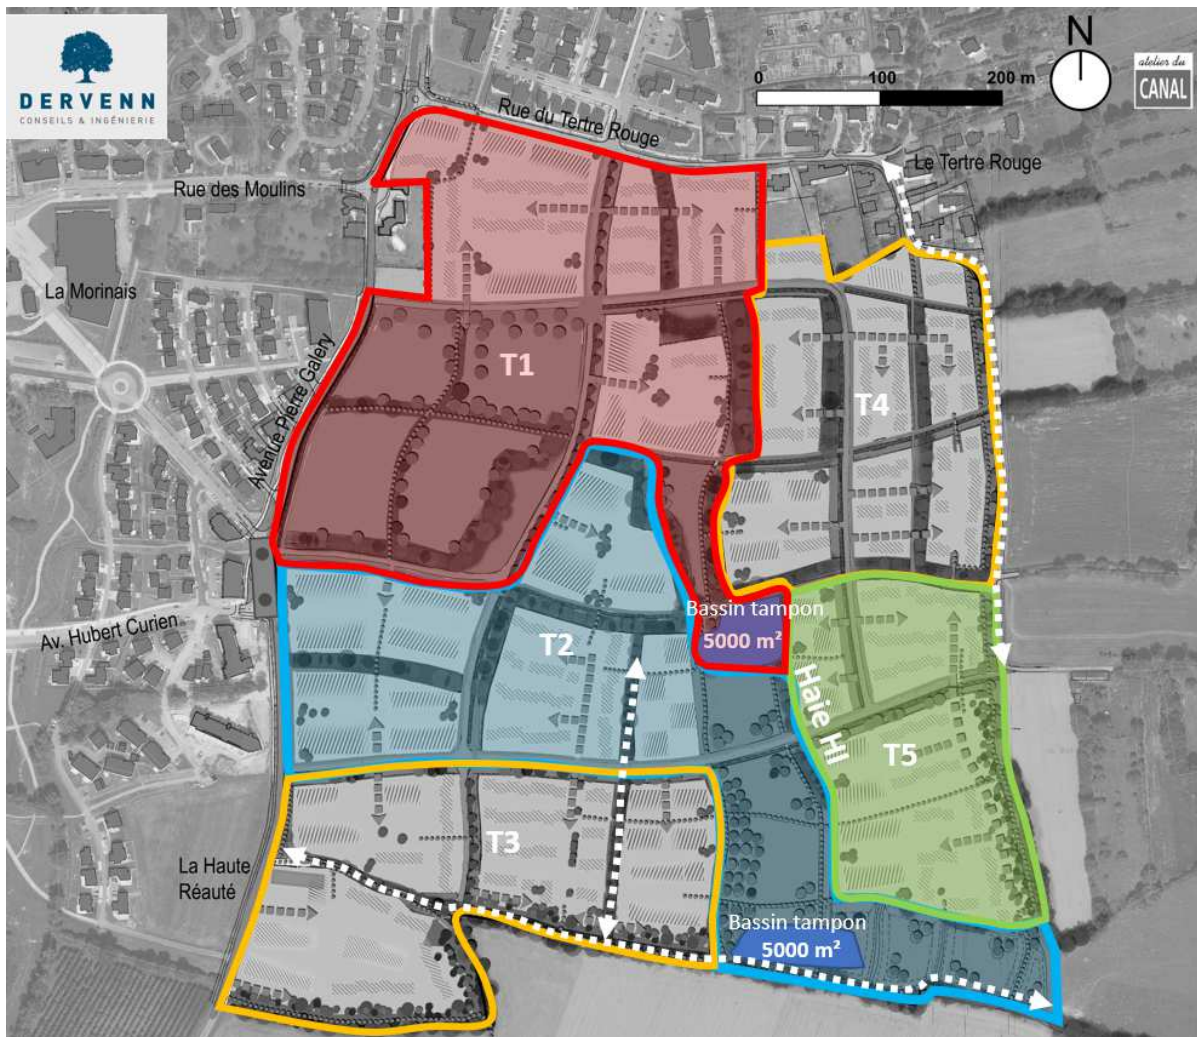 DERVENN
CONSEILS & INGÉNIERIE
N
0 100 200 m
atelier du
CANAL
Rue du Tertre Rouge
Le Tertre Rouge
Rue des Moulins
La Morinais
Avenue Pierre Galery
T1
T4
Av. Hubert Curien
T2
Bassin tampon
5000 m²
Haie HI
T5
T3
La Haute
Réauté
Bassin tampon
5000 m²